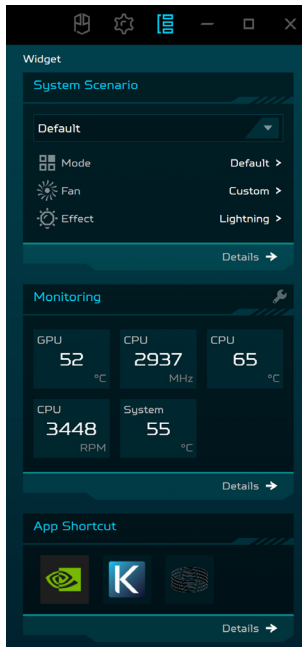 Widget
System Scenario
Default
Mode Default >
Fan Custom >
Effect Lightning >
Details →
Monitoring
GPU CPU CPU
52 2937 65
°C MHz °C
CPU System
3448 55
RPM °C
Details →
App Shortcut
K
Details →